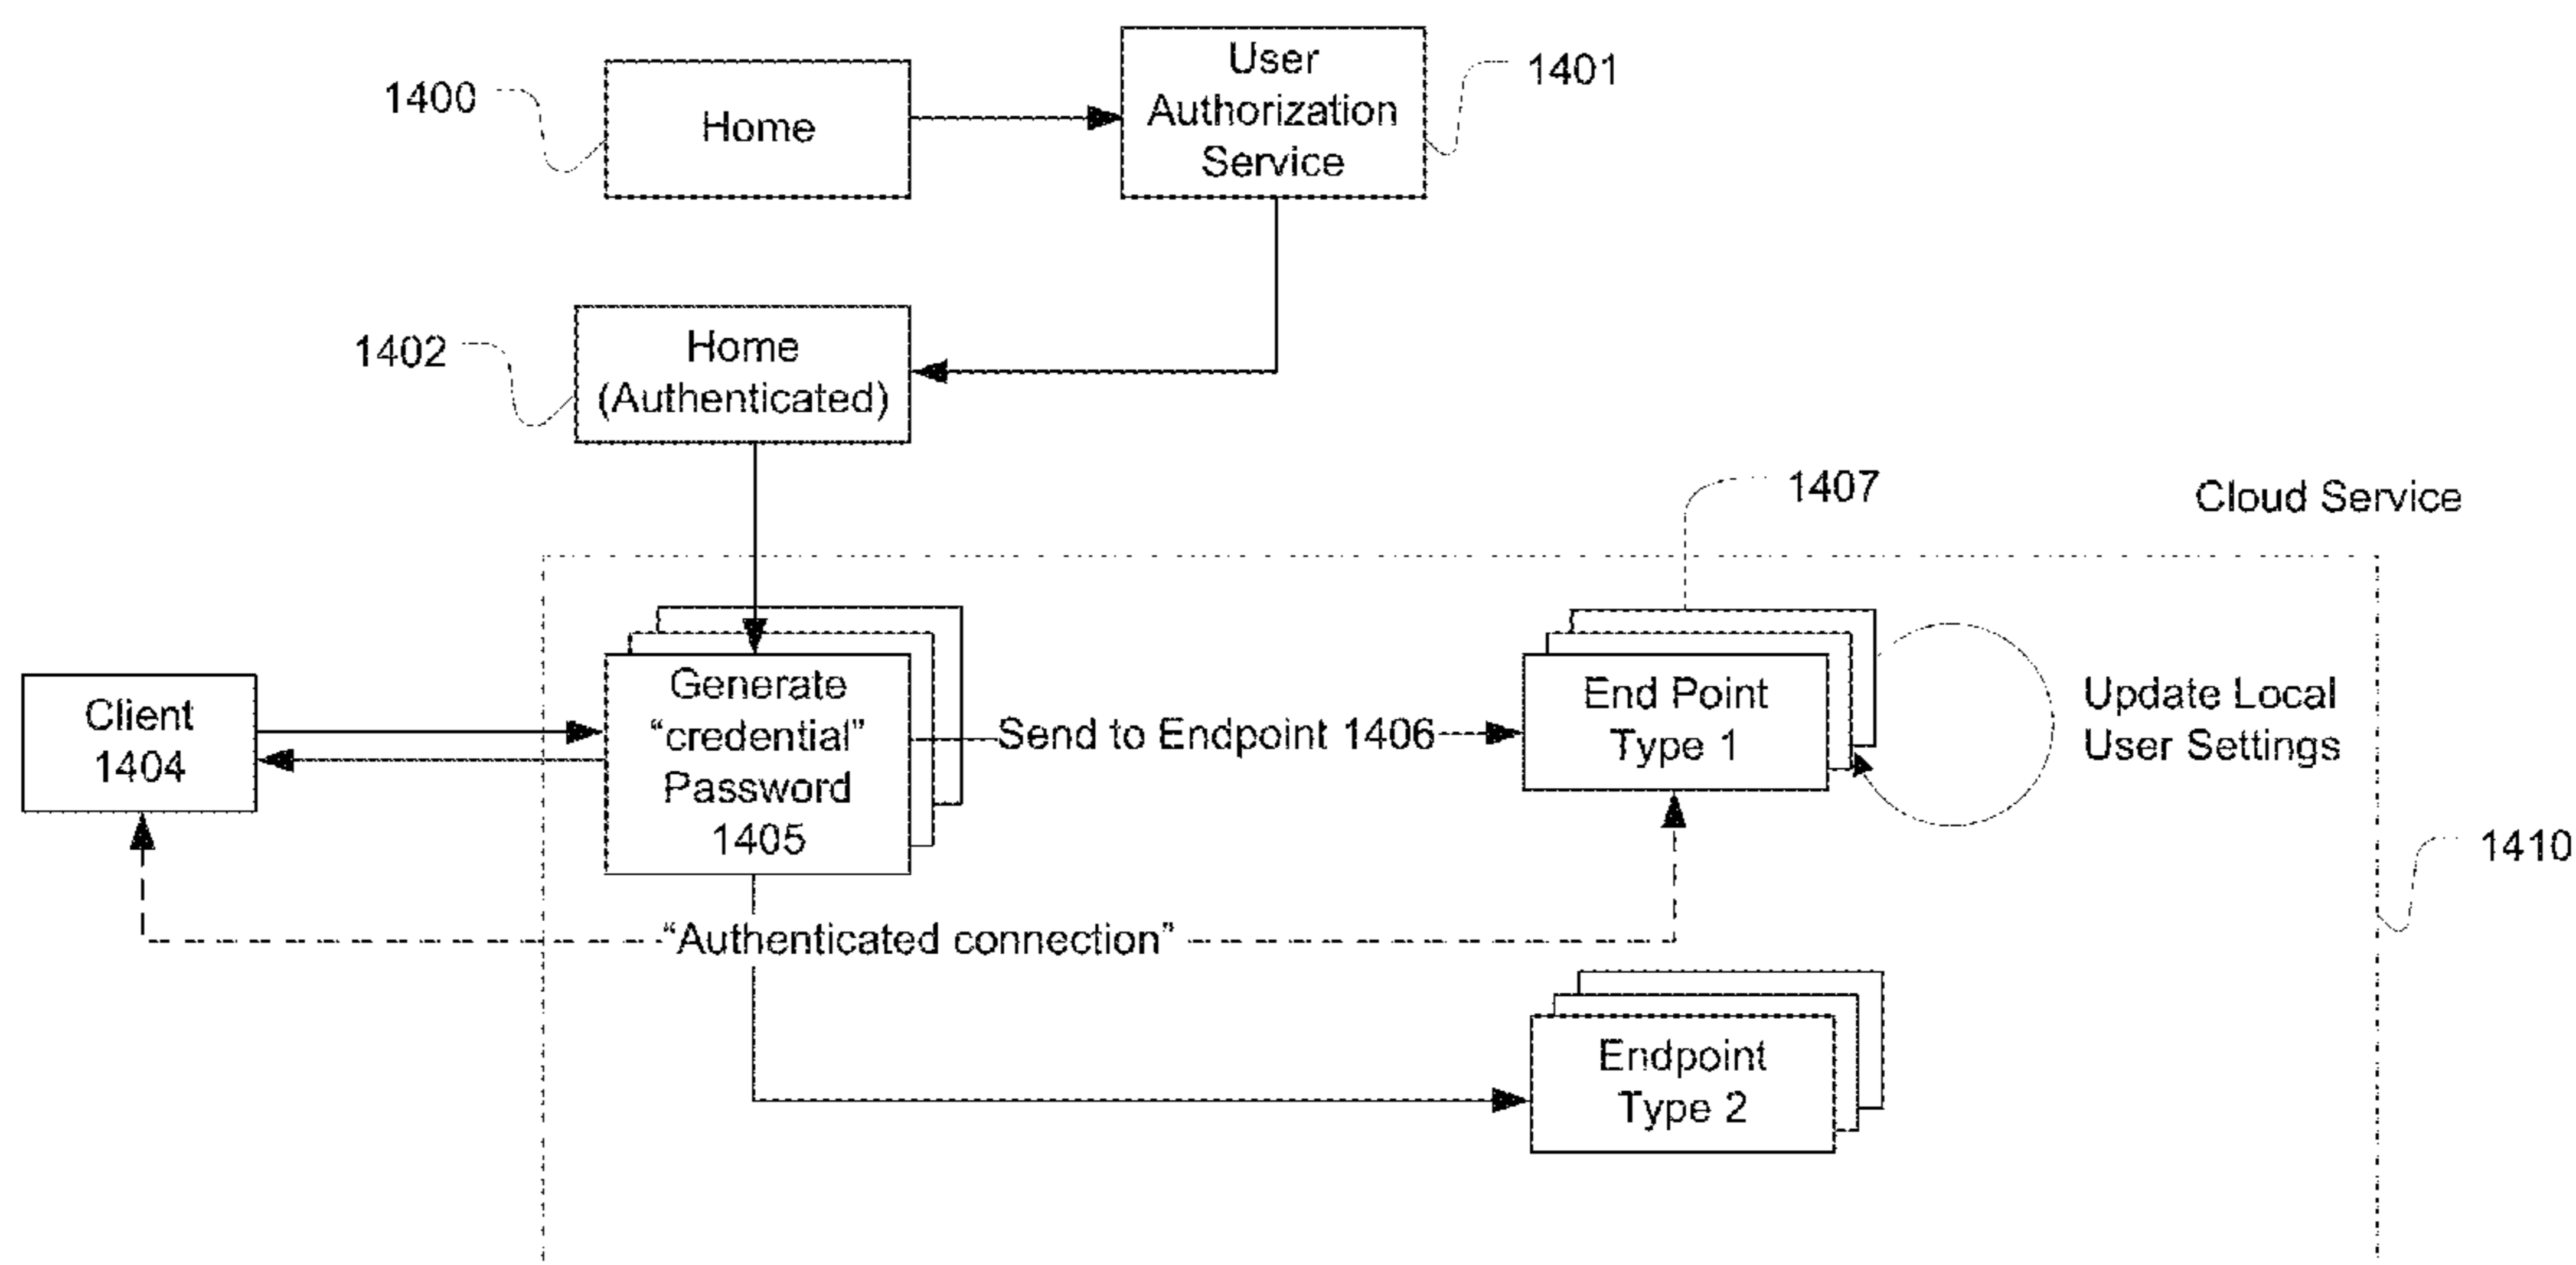 User
Authorization
Service
1401
1400
Home
1402
Home
(Authenticated)
1407
Cloud Service
Client
1404
Generate
“credential”
Password
1405
Send to Endpoint 1406
End Point
Type 1
Update Local
User Settings
1410
“Authenticated connection”
Endpoint
Type 2